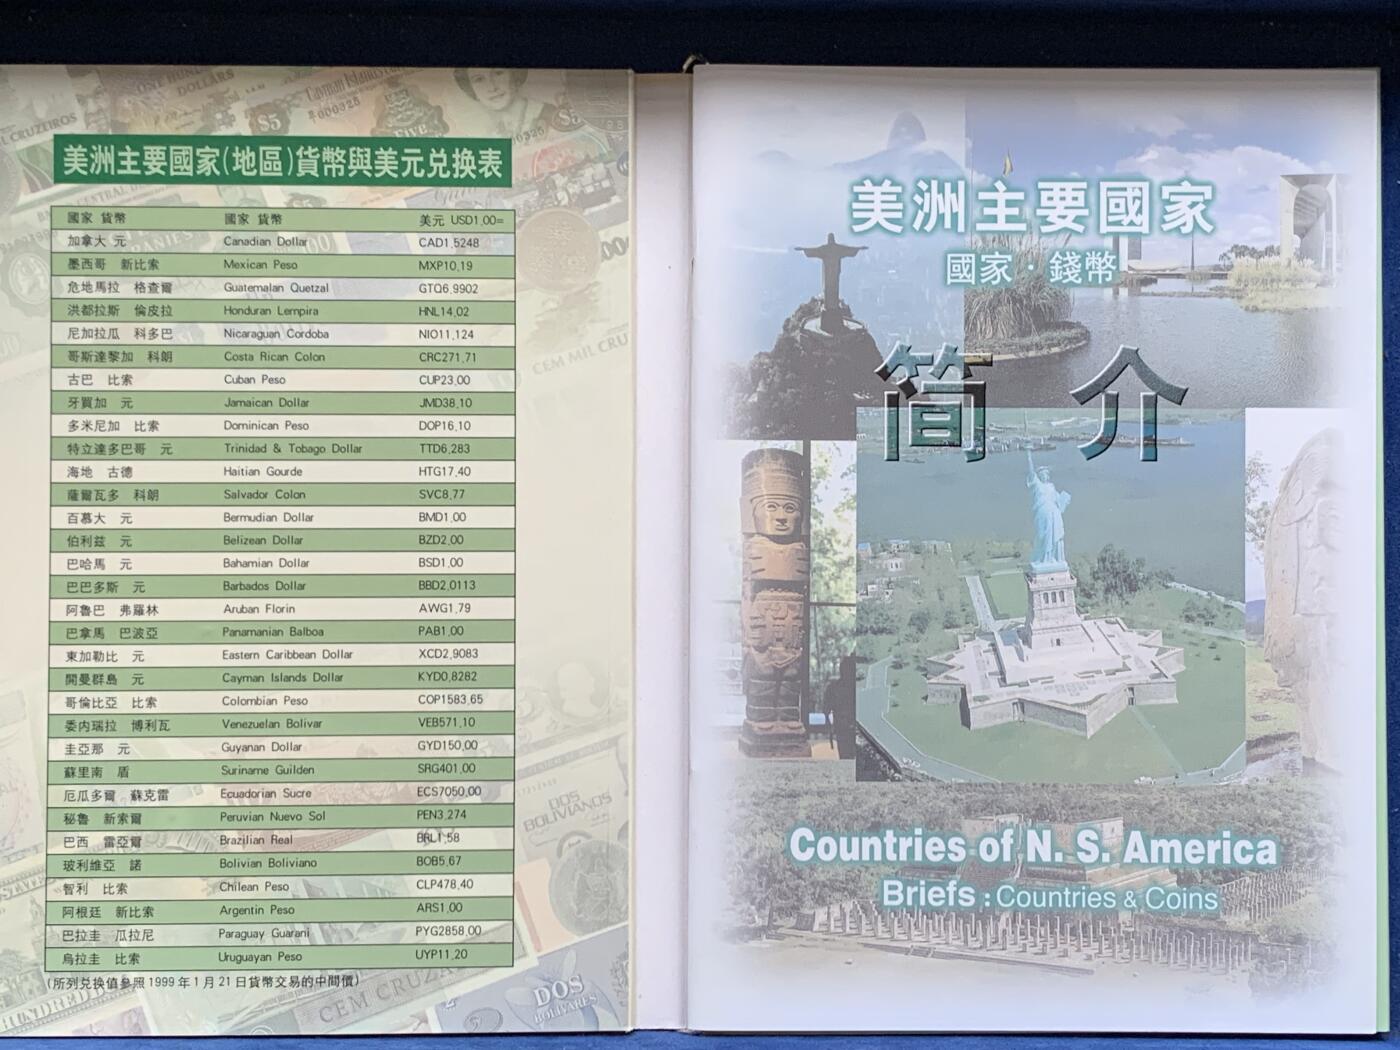 美洲主要國家(地區)貨幣與美元兑换表
國家 貨幣 國家 貨幣 美元 USD1.00=
加拿大 元 Canadian Dollar CAD1.5248
墨西哥 新比索 Mexican Peso MXP10.19
危地馬拉 格查爾 Guatemalan Quetzal GTQ6.9902
洪都拉斯 倫皮拉 Honduran Lempira HNL14.02
尼加拉瓜 科多巴 Nicaraguan Cordoba NIO11.124
哥斯達黎加 科朗 Costa Rican Colon CRC271.71
古巴 比索 Cuban Peso CUP23.00
牙買加 元 Jamaican Dollar JMD38.10
多米尼加 比索 Dominican Peso DOP16.10
特立達多巴哥 元 Trinidad & Tobago Dollar TTD6.283
海地 古德 Haitian Gourde HTG17.40
薩爾瓦多 科朗 Salvador Colon SVC8.77
百慕大 元 Bermudian Dollar BMD1.00
伯利兹 元 Belizean Dollar BZD2.00
巴哈馬 元 Bahamian Dollar BSD1.00
巴巴多斯 元 Barbados Dollar BBD2.0113
阿魯巴 弗羅林 Aruban Florin AWG1.79
巴拿馬 巴波亞 Panamanian Balboa PAB1.00
東加勒比 元 Eastern Caribbean Dollar XCD2.9083
開曼群島 元 Cayman Islands Dollar KYD0.8282
哥倫比亞 比索 Colombian Peso COP1583.65
委内瑞拉 博利瓦 Venezuelan Bolivar VEB571.10
圭亞那 元 Guyanan Dollar GYD150.00
蘇里南 盾 Suriname Guilden SRG401.00
厄瓜多爾 蘇克雷 Ecuadorian Sucre ECS7050.00
秘魯 新索爾 Peruvian Nuevo Sol PEN3.274
巴西 雷亞爾 Brazilian Real BRL1.58
玻利維亞 諾 Bolivian Boliviano BOB5.67
智利 比索 Chilean Peso CLP478.40
阿根廷 新比索 Argentin Peso ARS1.00
巴拉圭 瓜拉尼 Paraguay Guarani PYG2858.00
烏拉圭 比索 Uruguayan Peso UYP11.20
(所列兑换值參照1999年1月21日貨幣交易的中間價)
美洲主要國家
國家·錢幣
簡介
Countries of N. S. America
Briefs : Countries & Coins